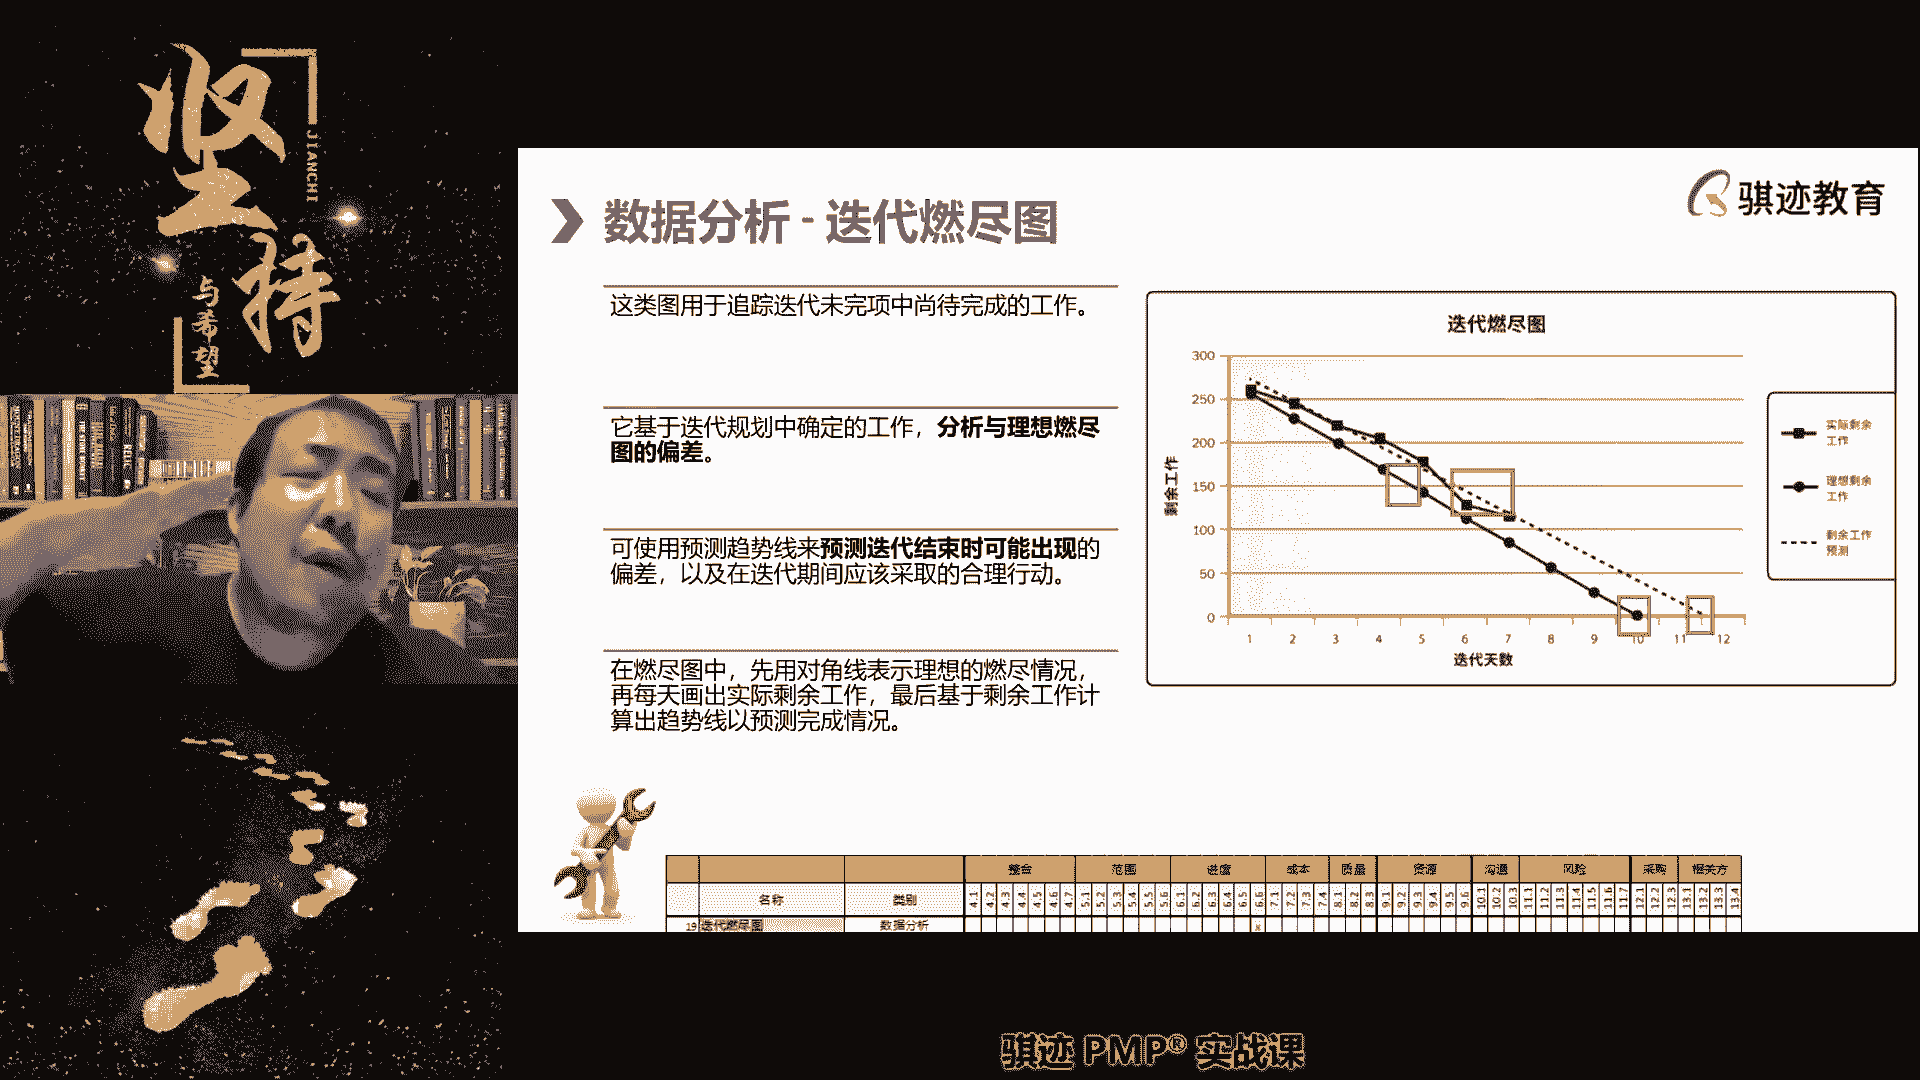 坚持
JIANCHI
与希望
骐迹教育
数据分析 - 迭代燃尽图
这类图用于追踪迭代未完项中尚待完成的工作。
它基于迭代规划中确定的工作，分析与理想燃尽
图的偏差。
可使用预测趋势线来预测迭代结束时可能出现的
偏差，以及在迭代期间应该采取的合理行动。
在燃尽图中，先用对角线表示理想的燃尽情况，
再每天画出实际剩余工作，最后基于剩余工作计
算出趋势线以预测完成情况。
迭代燃尽图
300
250
200
150
100
50
0
剩余工作
1 2 3 4 5 6 7 8 9 10 11 12
迭代天数
实际剩余
工作
理想剩余
工作
剩余工作
预测
整合 范围 进度 成本 质量 资源 沟通 风险 采购 相关方
名称 类别 4.1 4.2 4.3 4.4 4.5 4.6 4.7 5.1 5.2 5.3 5.4 5.5 5.6 6.1 6.2 6.3 6.4 6.5 6.6 7.1 7.2 7.3 7.4 8.1 8.2 8.3 9.1 9.2 9.3 9.4 9.5 9.6 10.1 10.2 10.3 11.1 11.2 11.3 11.4 11.5 11.6 11.7 12.1 12.2 12.3 13.1 13.2 13.3 13.4
19 迭代燃尽图 数据分析 x
骐迹 PMP® 实战课